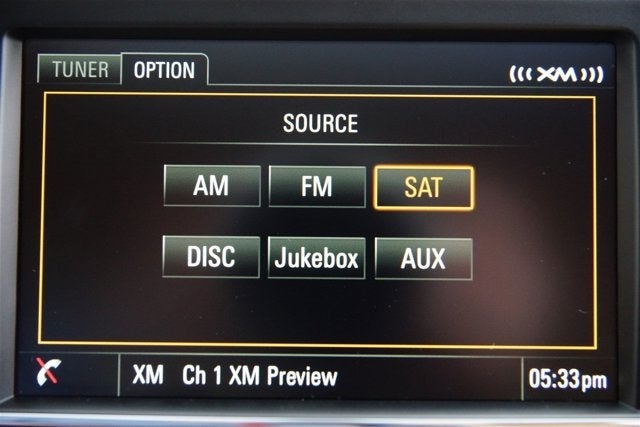 TUNER OPTION XM
SOURCE
AM FM SAT
DISC Jukebox AUX
XM Ch 1 XM Preview 05:33pm